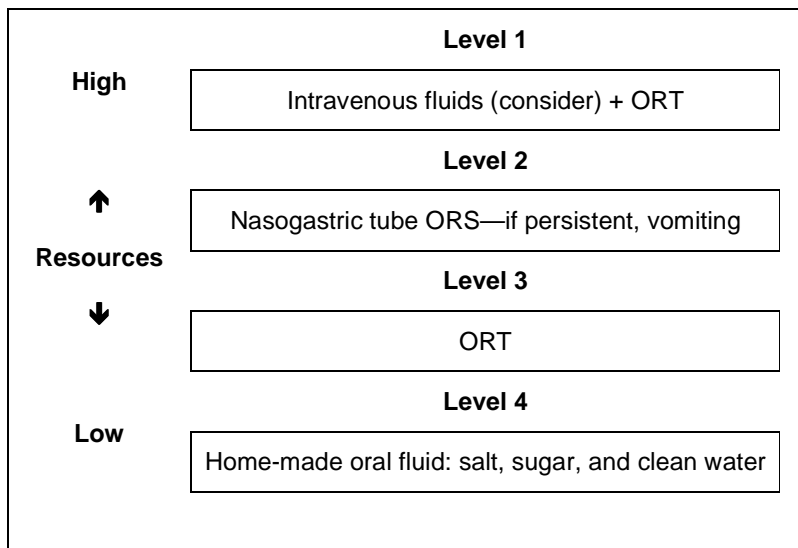 Level 1
High
Intravenous fluids (consider) + ORT
Level 2
Nasogastric tube ORS—if persistent, vomiting
Resources
Level 3
ORT
Level 4
Low
Home-made oral fluid: salt, sugar, and clean water